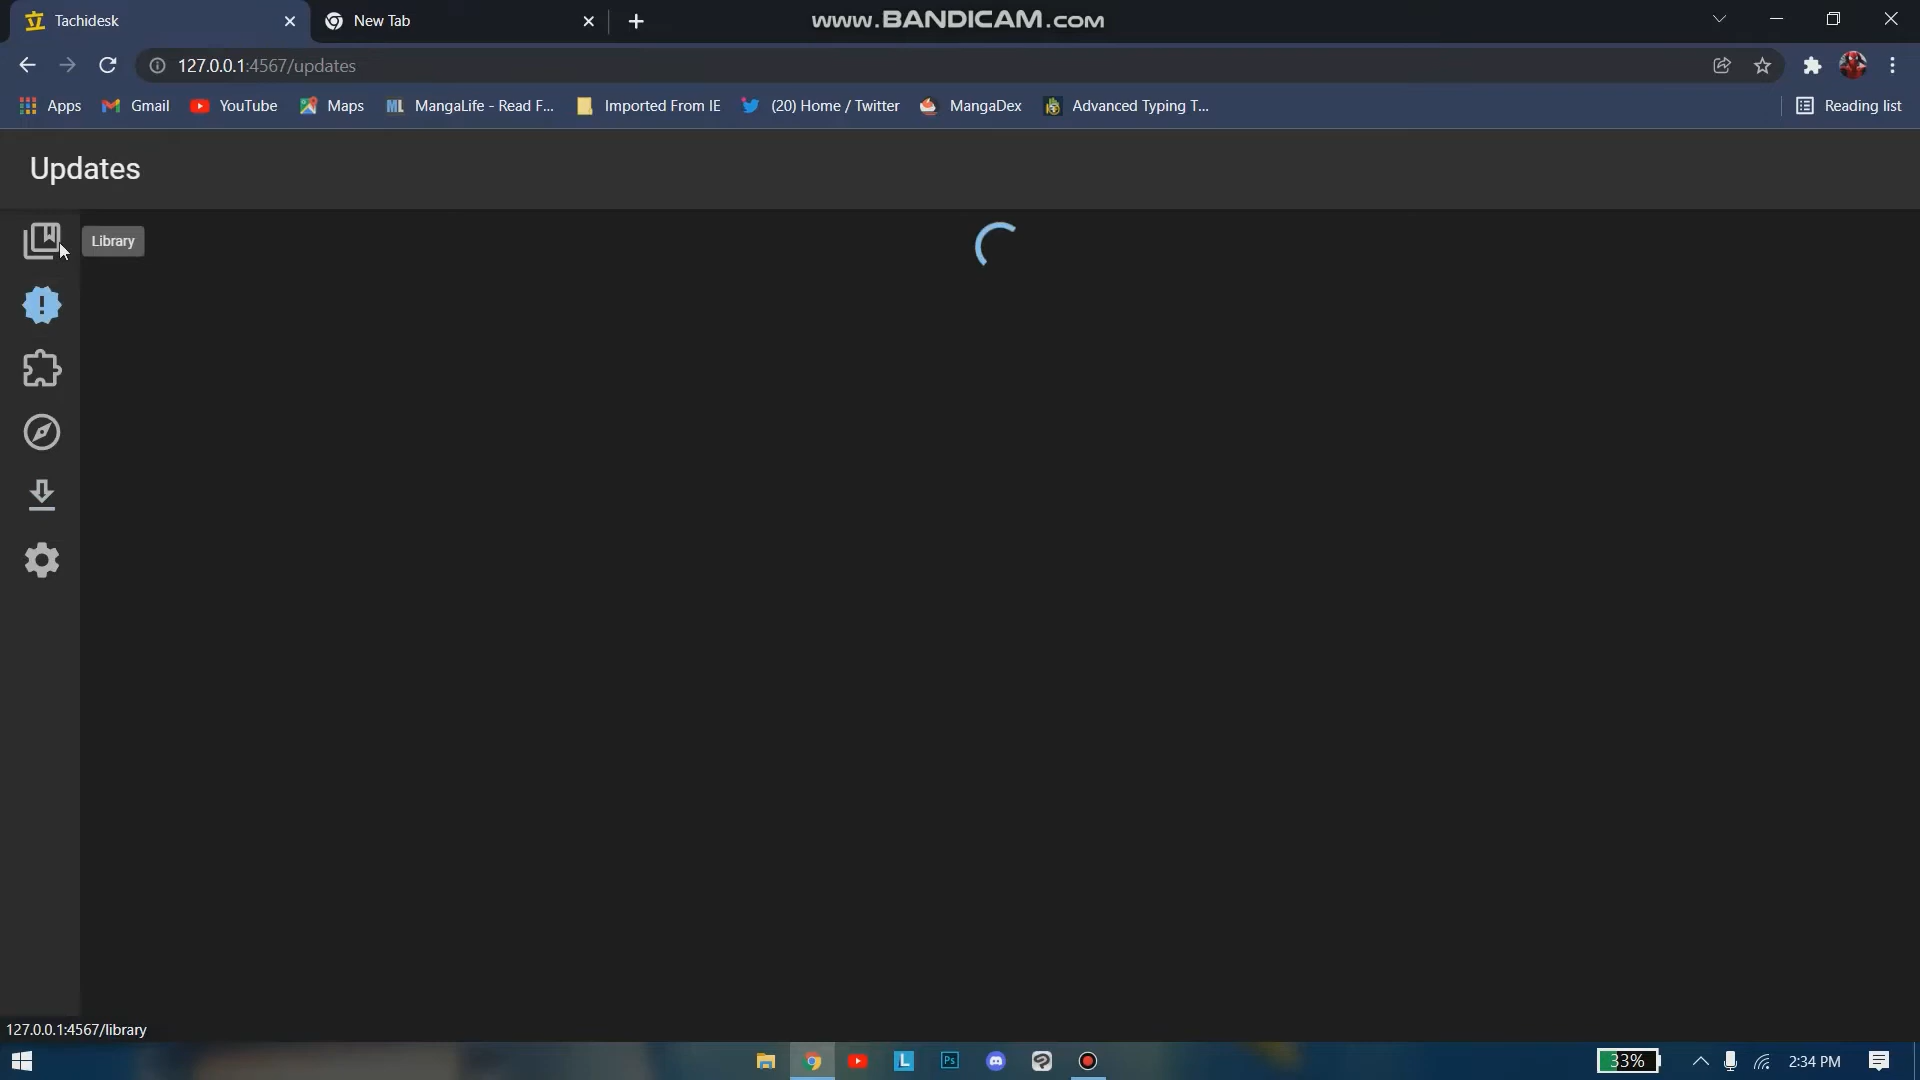 Tachidesk
New Tab
www.BANDICAM.com
127.0.0.1:4567/updates
Apps
Gmail
YouTube
Maps
ML MangaLife - Read F...
Imported From IE
(20) Home / Twitter
MangaDex
Advanced Typing T...
Reading list
Updates
Library
127.0.0.1:4567/library
L
Ps
33%
2:34 PM